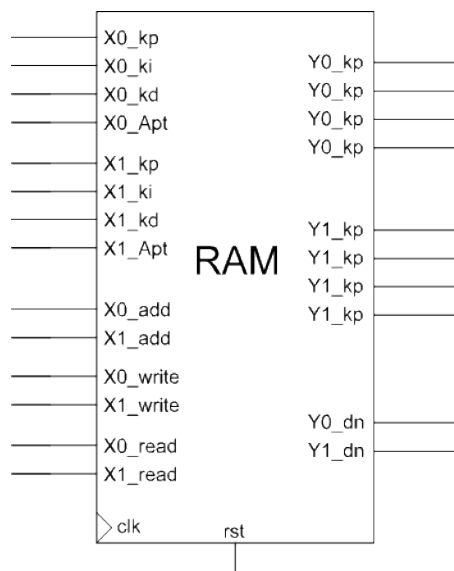 X0_kp
X0_ki
X0_kd
X0_Apt
X1_kp
X1_ki
X1_kd
X1_Apt
X0_add
X1_add
X0_write
X1_write
X0_read
X1_read
clk
rst
RAM
Y0_kp
Y0_kp
Y0_kp
Y0_kp
Y1_kp
Y1_kp
Y1_kp
Y1_kp
Y0_dn
Y1_dn